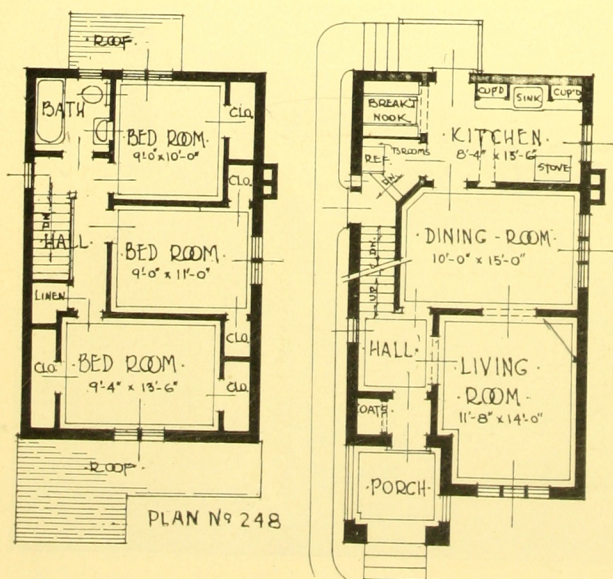 ROOF
BATH
BED ROOM
9'-0" x 10'-0"
CLO.
CLO.
DN.
HALL
BED ROOM
9'-0" x 11'-0"
LINEN
CLO.
BED ROOM
9'-4" x 13'-6"
CLO.
CLO.
ROOF
PLAN No 248
BREAK'T
NOOK
CUP'D
SINK
CUP'D
KITCHEN
8'-4" x 13'-6"
REF.
BROOMS
STOVE
DN.
DINING-ROOM
10'-0" x 15'-0"
DN.
UP
HALL
LIVING
ROOM
11'-8" x 14'-0"
COATS
PORCH